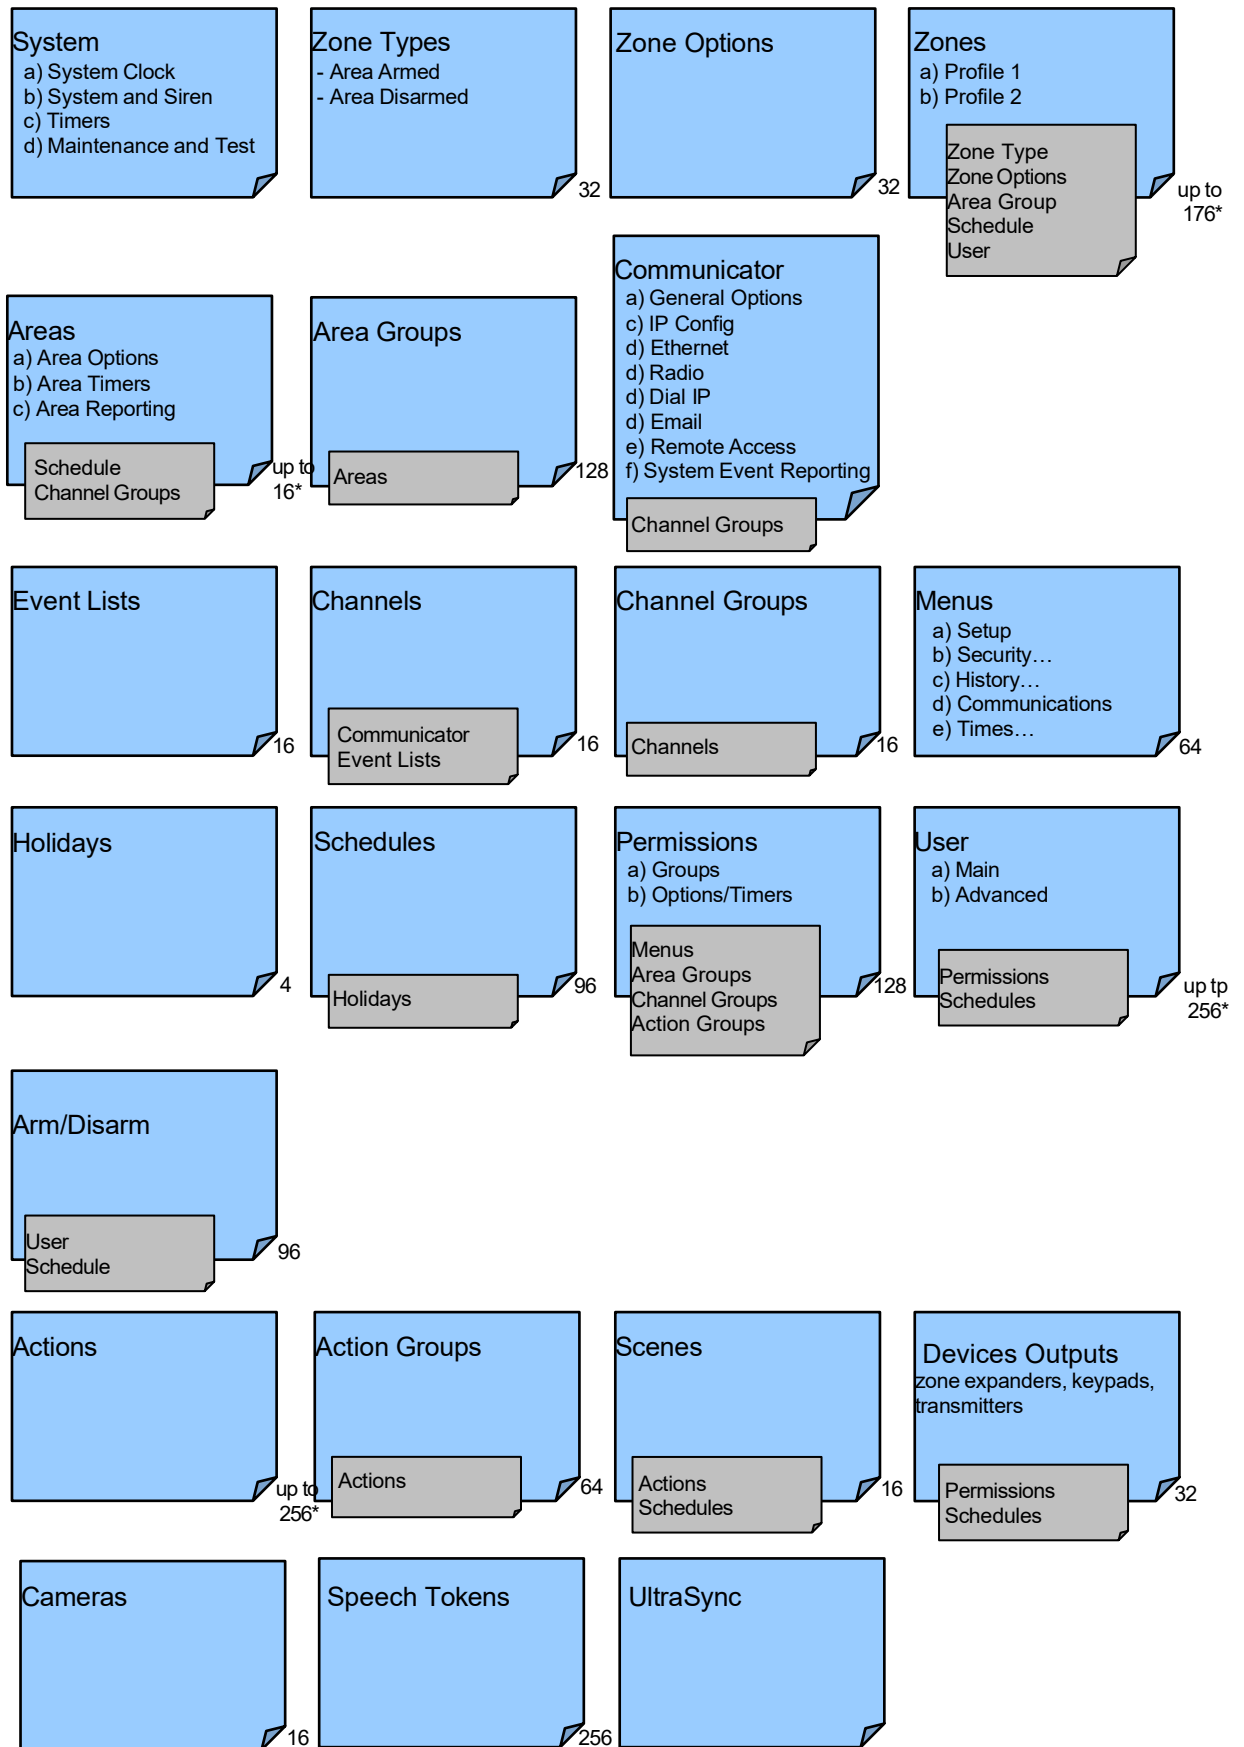 System
a) System Clock
b) System and Siren
c) Timers
d) Maintenance and Test
Zone Types
- Area Armed
- Area Disarmed
32
Zone Options
32
Zones
a) Profile 1
b) Profile 2
Zone Type
Zone Options
Area Group
Schedule
User
up to
176*
Areas
a) Area Options
b) Area Timers
c) Area Reporting
Schedule
Channel Groups
up to
16*
Area Groups
Areas
128
Communicator
a) General Options
c) IP Config
d) Ethernet
d) Radio
d) Dial IP
d) Email
e) Remote Access
f) System Event Reporting
Channel Groups
Event Lists
16
Channels
Communicator
Event Lists
16
Channel Groups
Channels
16
Menus
a) Setup
b) Security…
c) History…
d) Communications
e) Times…
64
Holidays
4
Schedules
Holidays
96
Permissions
a) Groups
b) Options/Timers
Menus
Area Groups
Channel Groups
Action Groups
128
User
a) Main
b) Advanced
Permissions
Schedules
up tp
256*
Arm/Disarm
User
Schedule
96
Actions
up to
256*
Action Groups
Actions
64
Scenes
Actions
Schedules
16
Devices Outputs
zone expanders, keypads,
transmitters
Permissions
Schedules
32
Cameras
16
Speech Tokens
256
UltraSync